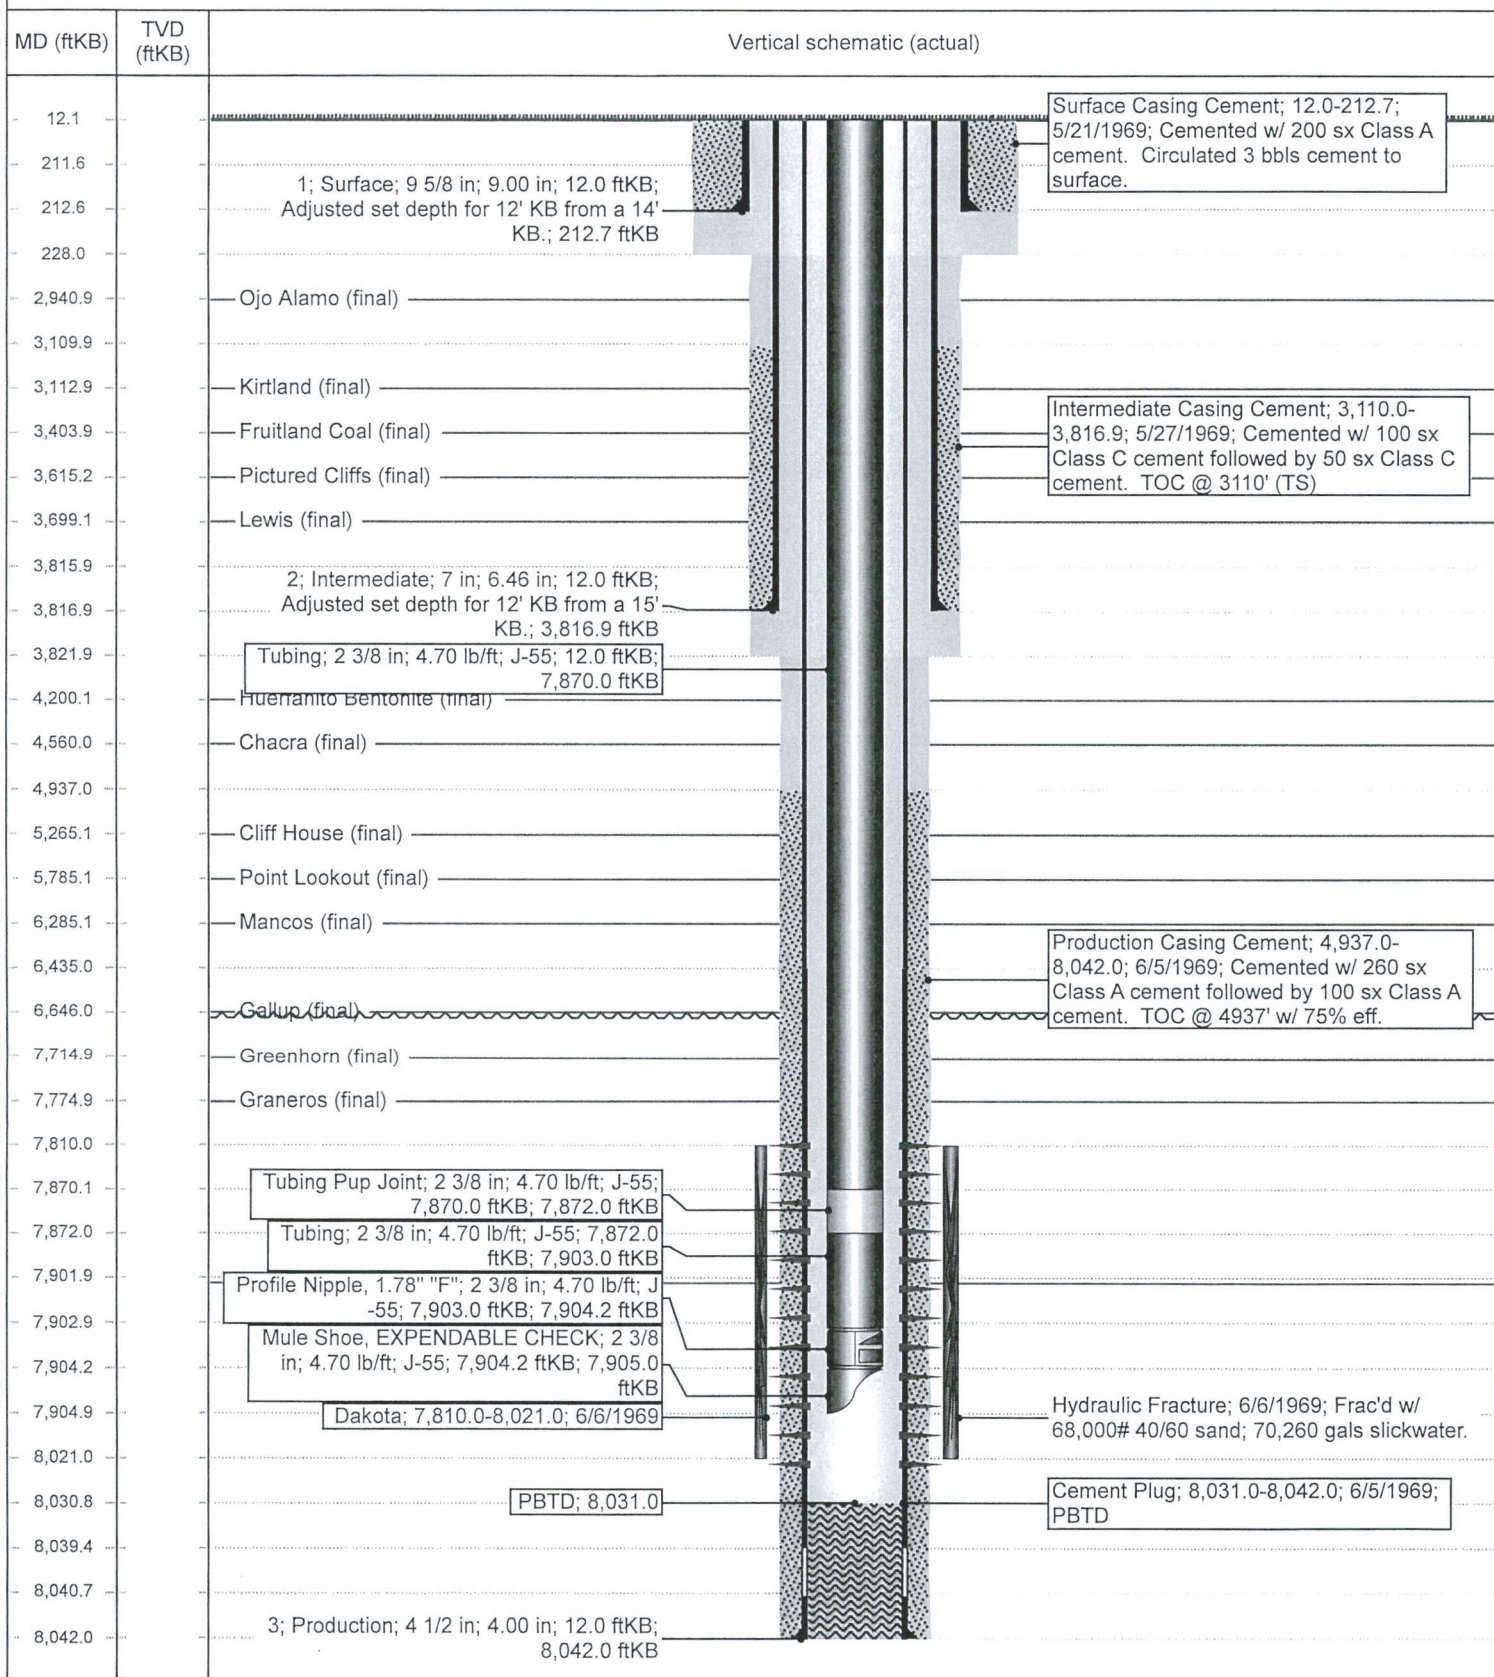 MD (ftKB)
TVD
(ftKB)
Vertical schematic (actual)
12.1
Surface Casing Cement; 12.0-212.7;
5/21/1969; Cemented w/ 200 sx Class A
cement. Circulated 3 bbls cement to
surface.
211.6
1; Surface; 9 5/8 in; 9.00 in; 12.0 ftKB;
Adjusted set depth for 12' KB from a 14'
KB.; 212.7 ftKB
212.6
228.0
2,940.9
Ojo Alamo (final)
3,109.9
3,112.9
Kirtland (final)
3,403.9
Fruitland Coal (final)
Intermediate Casing Cement; 3,110.0-
3,816.9; 5/27/1969; Cemented w/ 100 sx
Class C cement followed by 50 sx Class C
cement. TOC @ 3110' (TS)
3,615.2
Pictured Cliffs (final)
3,699.1
Lewis (final)
3,815.9
2; Intermediate; 7 in; 6.46 in; 12.0 ftKB;
Adjusted set depth for 12' KB from a 15'
KB.; 3,816.9 ftKB
3,816.9
3,821.9
Tubing; 2 3/8 in; 4.70 lb/ft; J-55; 12.0 ftKB;
7,870.0 ftKB
4,200.1
Huerfanito Bentonite (final)
4,560.0
Chacra (final)
4,937.0
5,265.1
Cliff House (final)
5,785.1
Point Lookout (final)
6,285.1
Mancos (final)
6,435.0
Production Casing Cement; 4,937.0-
8,042.0; 6/5/1969; Cemented w/ 260 sx
Class A cement followed by 100 sx Class A
cement. TOC @ 4937' w/ 75% eff.
6,646.0
Gallup (final)
7,714.9
Greenhorn (final)
7,774.9
Graneros (final)
7,810.0
7,870.1
Tubing Pup Joint; 2 3/8 in; 4.70 lb/ft; J-55;
7,870.0 ftKB; 7,872.0 ftKB
7,872.0
Tubing; 2 3/8 in; 4.70 lb/ft; J-55; 7,872.0
ftKB; 7,903.0 ftKB
7,901.9
Profile Nipple, 1.78" "F"; 2 3/8 in; 4.70 lb/ft; J
-55; 7,903.0 ftKB; 7,904.2 ftKB
7,902.9
Mule Shoe, EXPENDABLE CHECK; 2 3/8
in; 4.70 lb/ft; J-55; 7,904.2 ftKB; 7,905.0
ftKB
7,904.2
7,904.9
Dakota; 7,810.0-8,021.0; 6/6/1969
Hydraulic Fracture; 6/6/1969; Frac'd w/
68,000# 40/60 sand; 70,260 gals slickwater.
8,021.0
8,030.8
PBTD; 8,031.0
Cement Plug; 8,031.0-8,042.0; 6/5/1969;
PBTD
8,039.4
8,040.7
8,042.0
3; Production; 4 1/2 in; 4.00 in; 12.0 ftKB;
8,042.0 ftKB